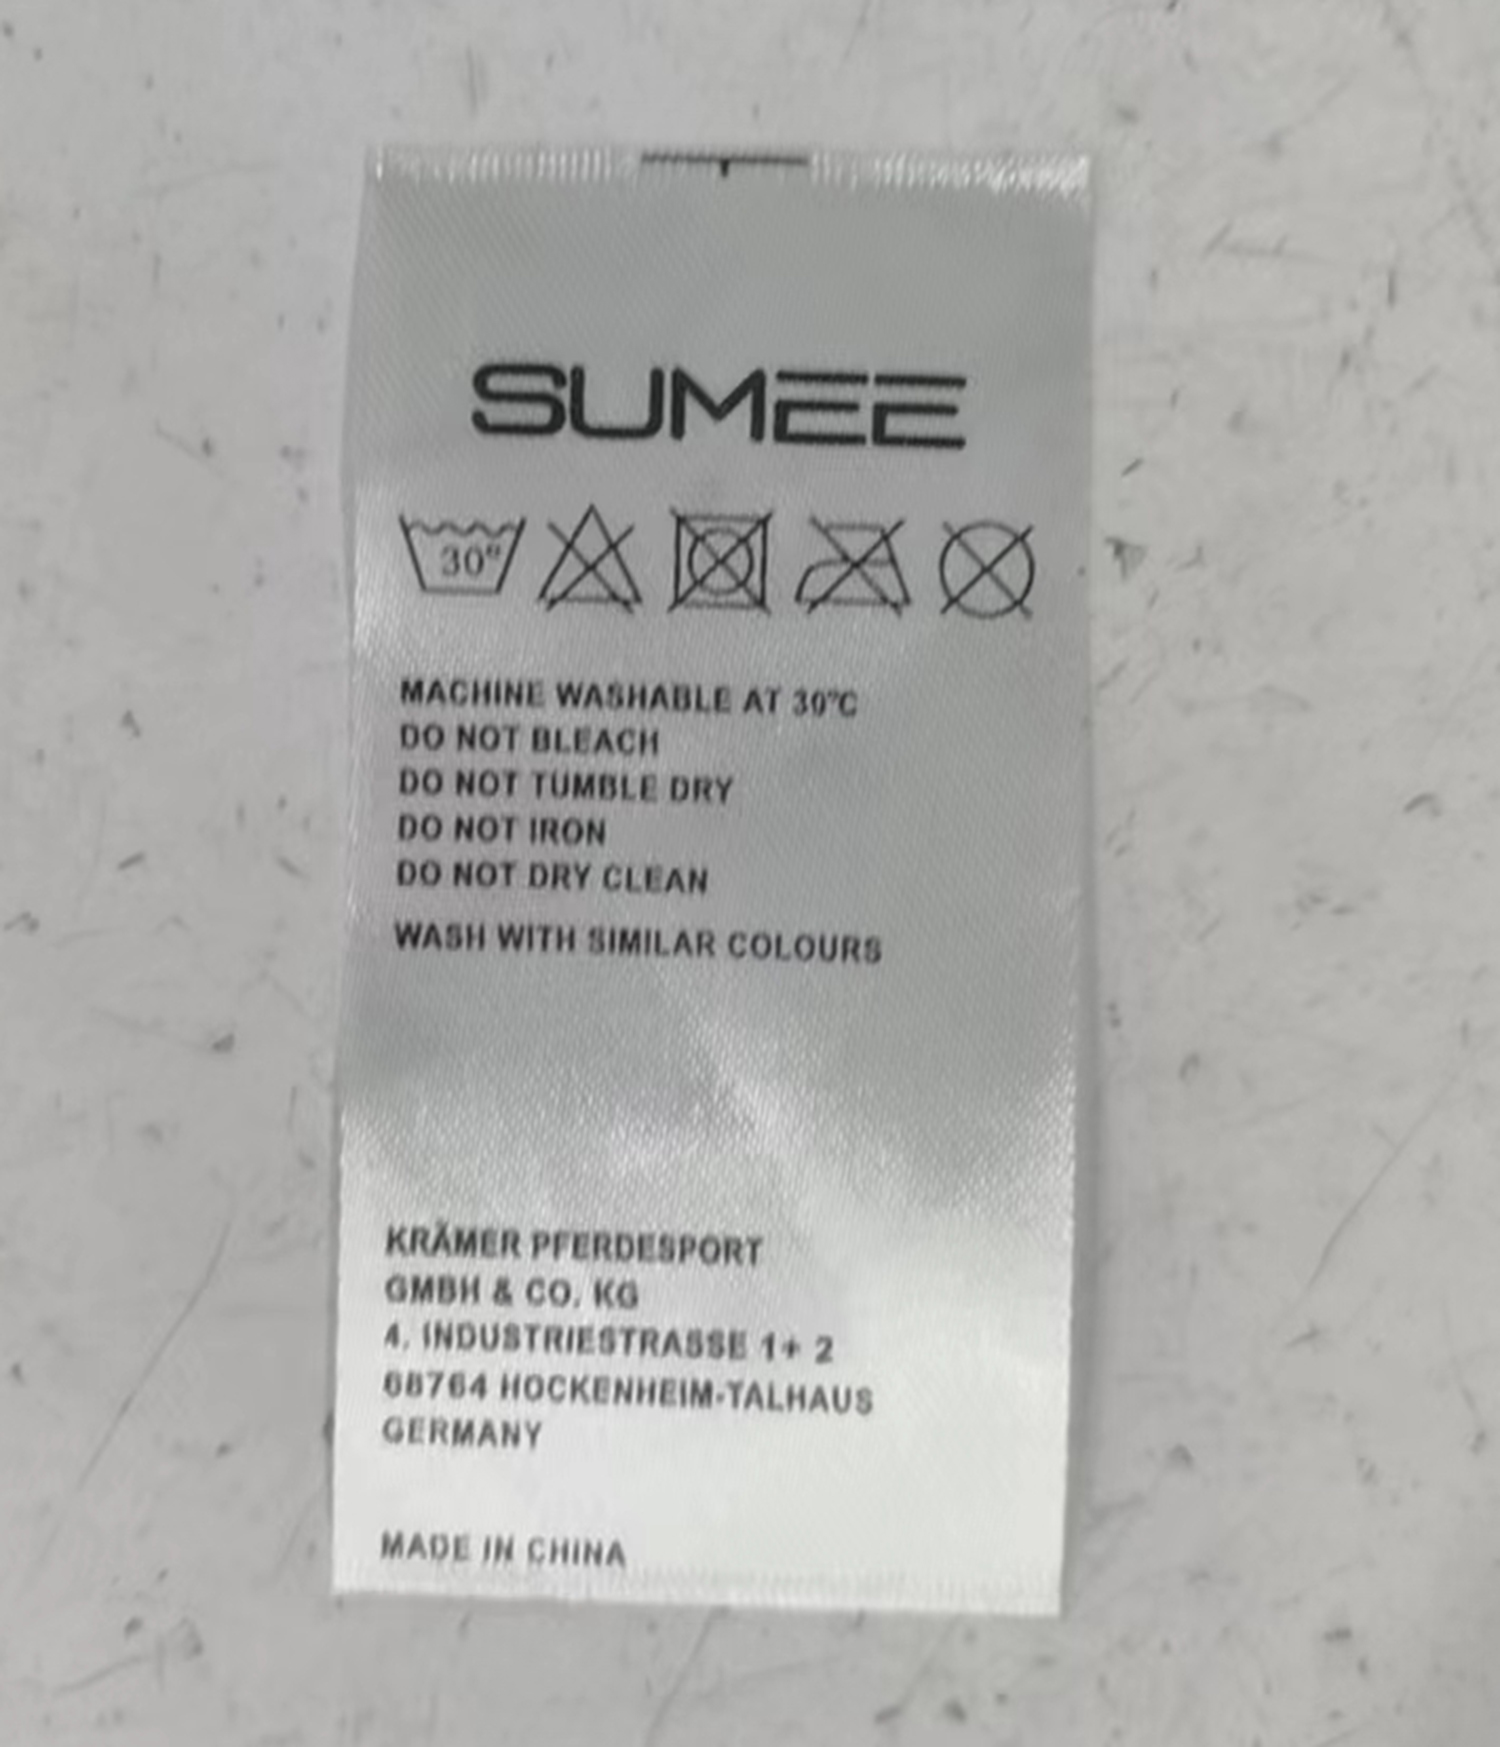 SUMEE
30°
MACHINE WASHABLE AT 30℃
DO NOT BLEACH
DO NOT TUMBLE DRY
DO NOT IRON
DO NOT DRY CLEAN
WASH WITH SIMILAR COLOURS
KRÄMER PFERDESPORT
GMBH & CO. KG
4. INDUSTRIESTRASSE 1+ 2
68764 HOCKENHEIM-TALHAUS
GERMANY
MADE IN CHINA